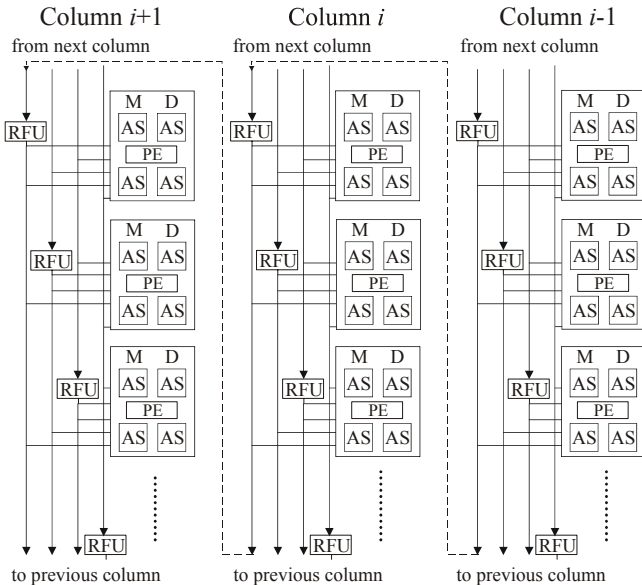 Column i+1
Column i
Column i-1
from next column
from next column
from next column
M D
AS AS
PE
AS AS
RFU
M D
AS AS
PE
AS AS
RFU
M D
AS AS
PE
AS AS
RFU
M D
AS AS
PE
AS AS
RFU
M D
AS AS
PE
AS AS
RFU
M D
AS AS
PE
AS AS
RFU
M D
AS AS
PE
AS AS
RFU
M D
AS AS
PE
AS AS
RFU
M D
AS AS
PE
AS AS
RFU
RFU
RFU
RFU
to previous column
to previous column
to previous column